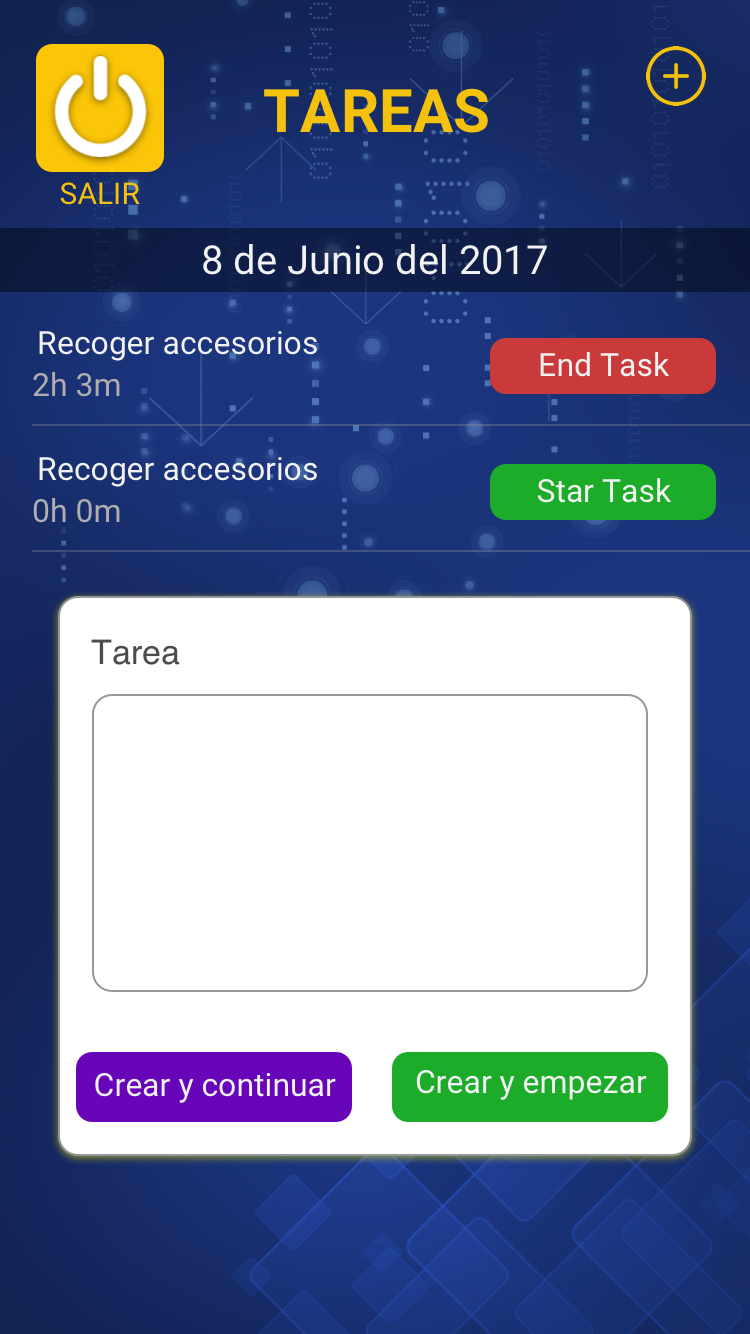 TAREAS
SALIR
8 de Junio del 2017
Recoger accesorios
End Task
2h 3m
Recoger accesorios
Star Task
0h 0m
Tarea
Crear y continuar
Crear y empezar